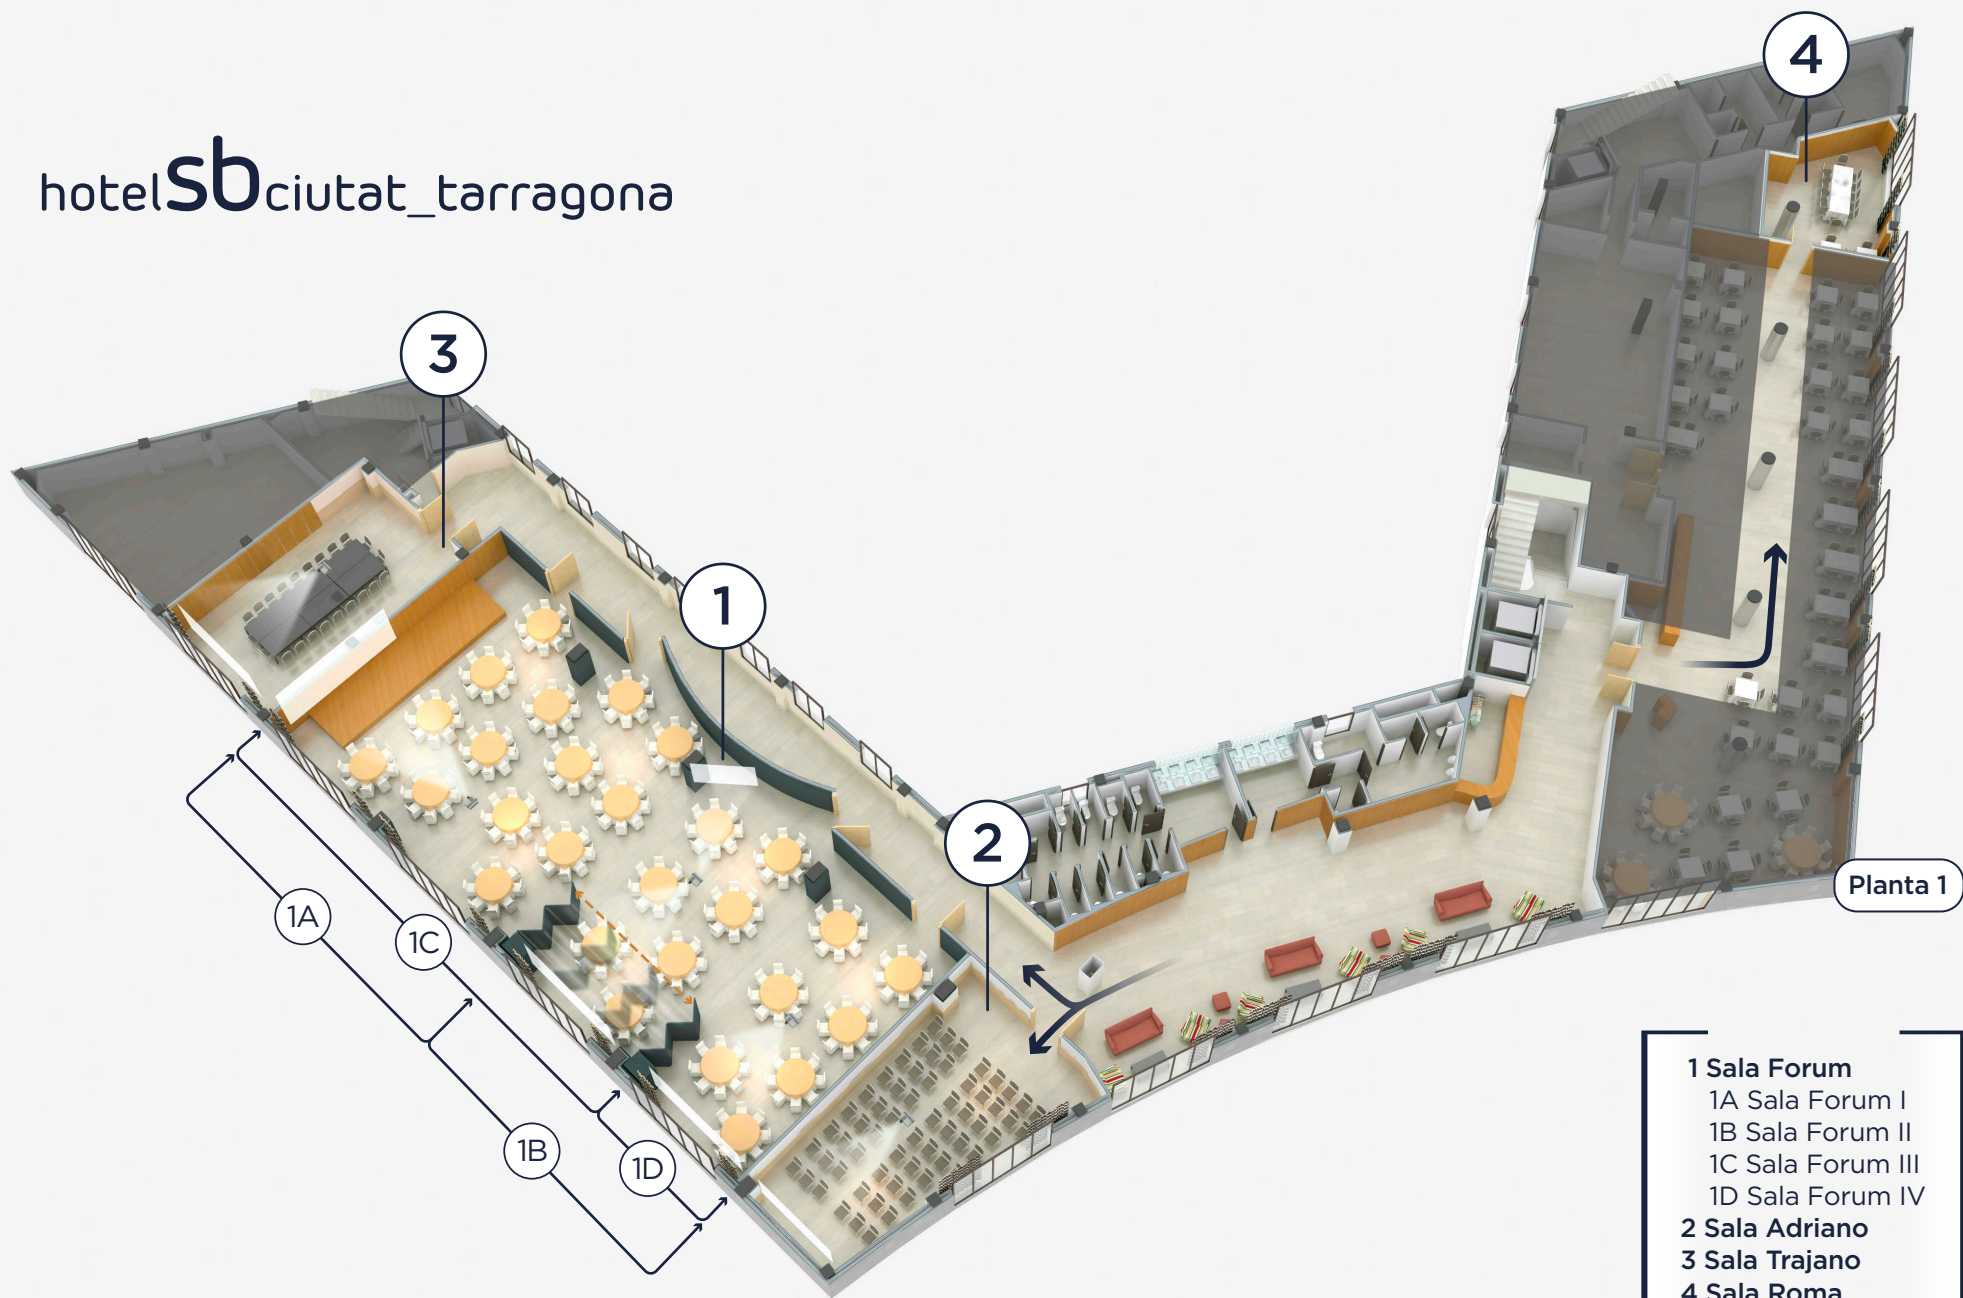 hotelsbciutat_tarragona
4
3
1
2
1A
1C
1B
1D
Planta 1
1 Sala Forum
1A Sala Forum I
1B Sala Forum II
1C Sala Forum III
1D Sala Forum IV
2 Sala Adriano
3 Sala Trajano
4 Sala Roma